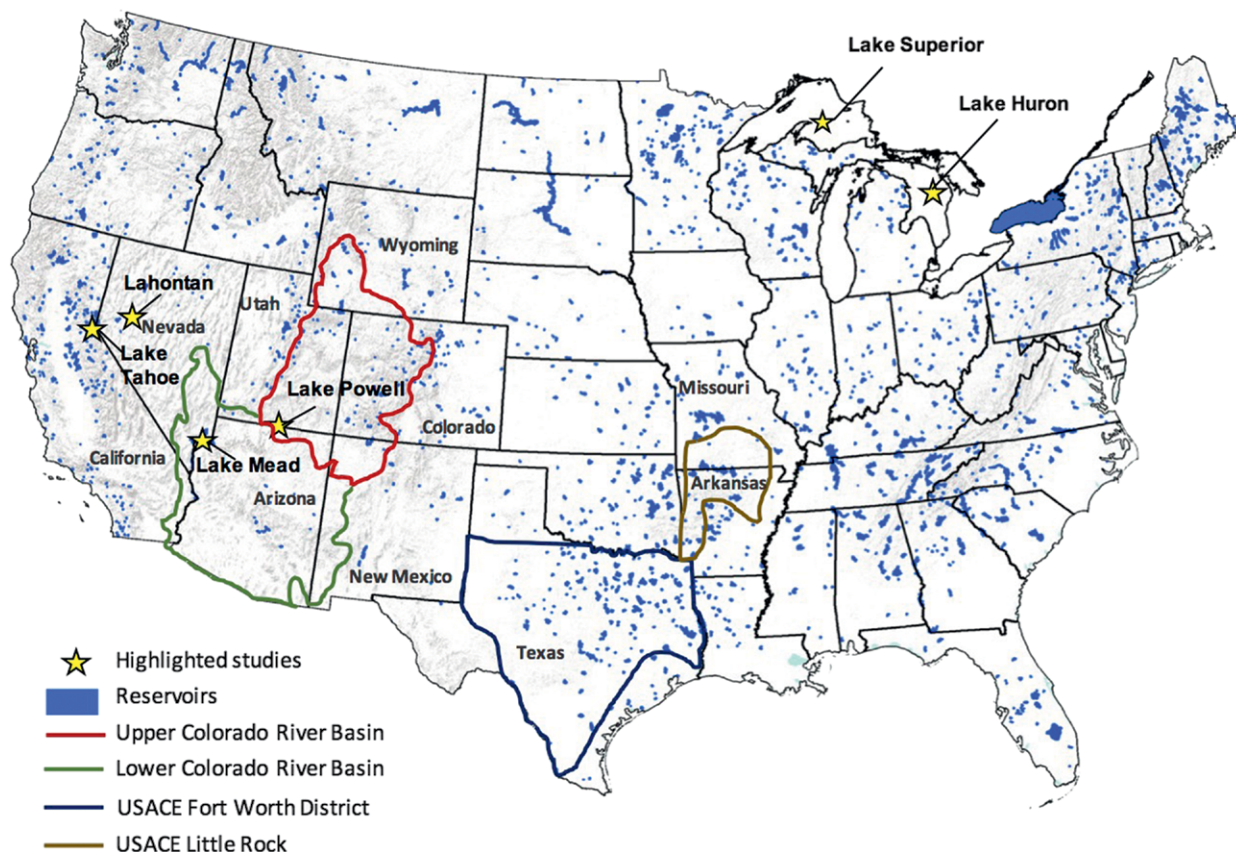 Lake Superior
Lake Huron
Wyoming
Lahontan
Utah
Nevada
Lake
Tahoe
Lake Powell
Missouri
Colorado
California
Lake Mead
Arkansas
Arizona
New Mexico
Texas
Highlighted studies
Reservoirs
Upper Colorado River Basin
Lower Colorado River Basin
USACE Fort Worth District
USACE Little Rock